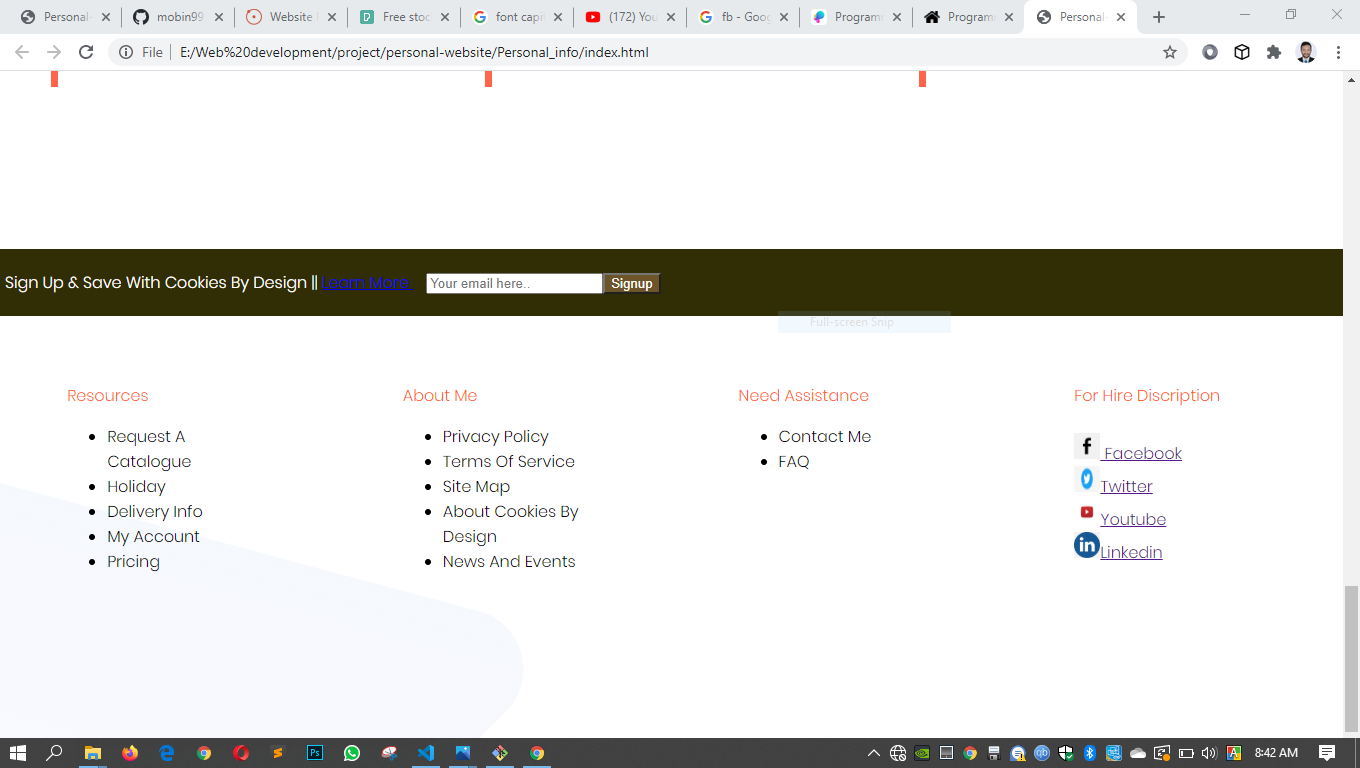 Personal-
mobin99
Website
Free stoc
font capi
(172) You
fb - Goog
Program
Program
Personal
File
E:/Web%20development/project/personal-website/Personal_info/index.html
Sign Up & Save With Cookies By Design || Learn More Your email here.. Signup
Full-screen Snip
Resources
Request A
Catalogue
Holiday
Delivery Info
My Account
Pricing
About Me
Privacy Policy
Terms Of Service
Site Map
About Cookies By
Design
News And Events
Need Assistance
Contact Me
FAQ
For Hire Discription
Facebook
Twitter
Youtube
Linkedin
8:42 AM